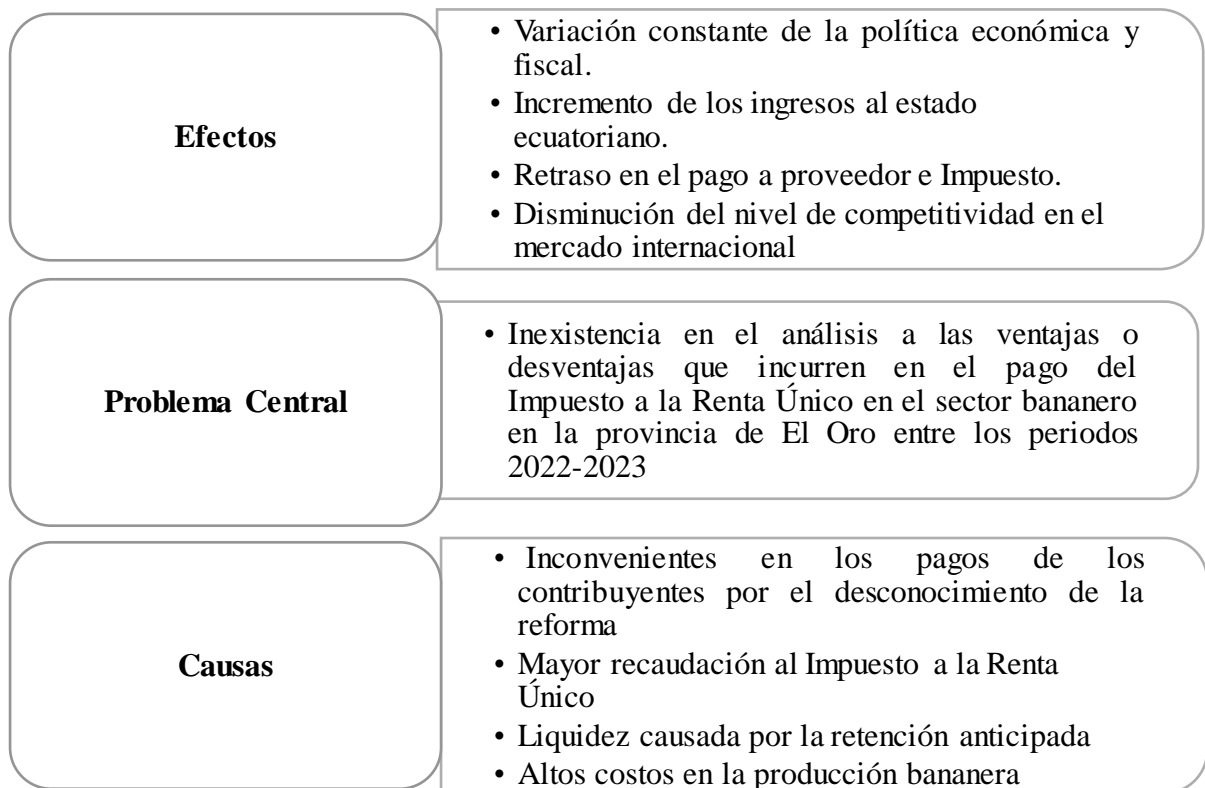 Efectos
• Variación constante de la política económica y
fiscal.
• Incremento de los ingresos al estado
ecuatoriano.
• Retraso en el pago a proveedor e Impuesto.
• Disminución del nivel de competitividad en el
mercado internacional
Problema Central
• Inexistencia en el análisis a las ventajas o
desventajas que incurren en el pago del
Impuesto a la Renta Único en el sector bananero
en la provincia de El Oro entre los periodos
2022-2023
Causas
• Inconvenientes en los pagos de los
contribuyentes por el desconocimiento de la
reforma
• Mayor recaudación al Impuesto a la Renta
Único
• Liquidez causada por la retención anticipada
• Altos costos en la producción bananera